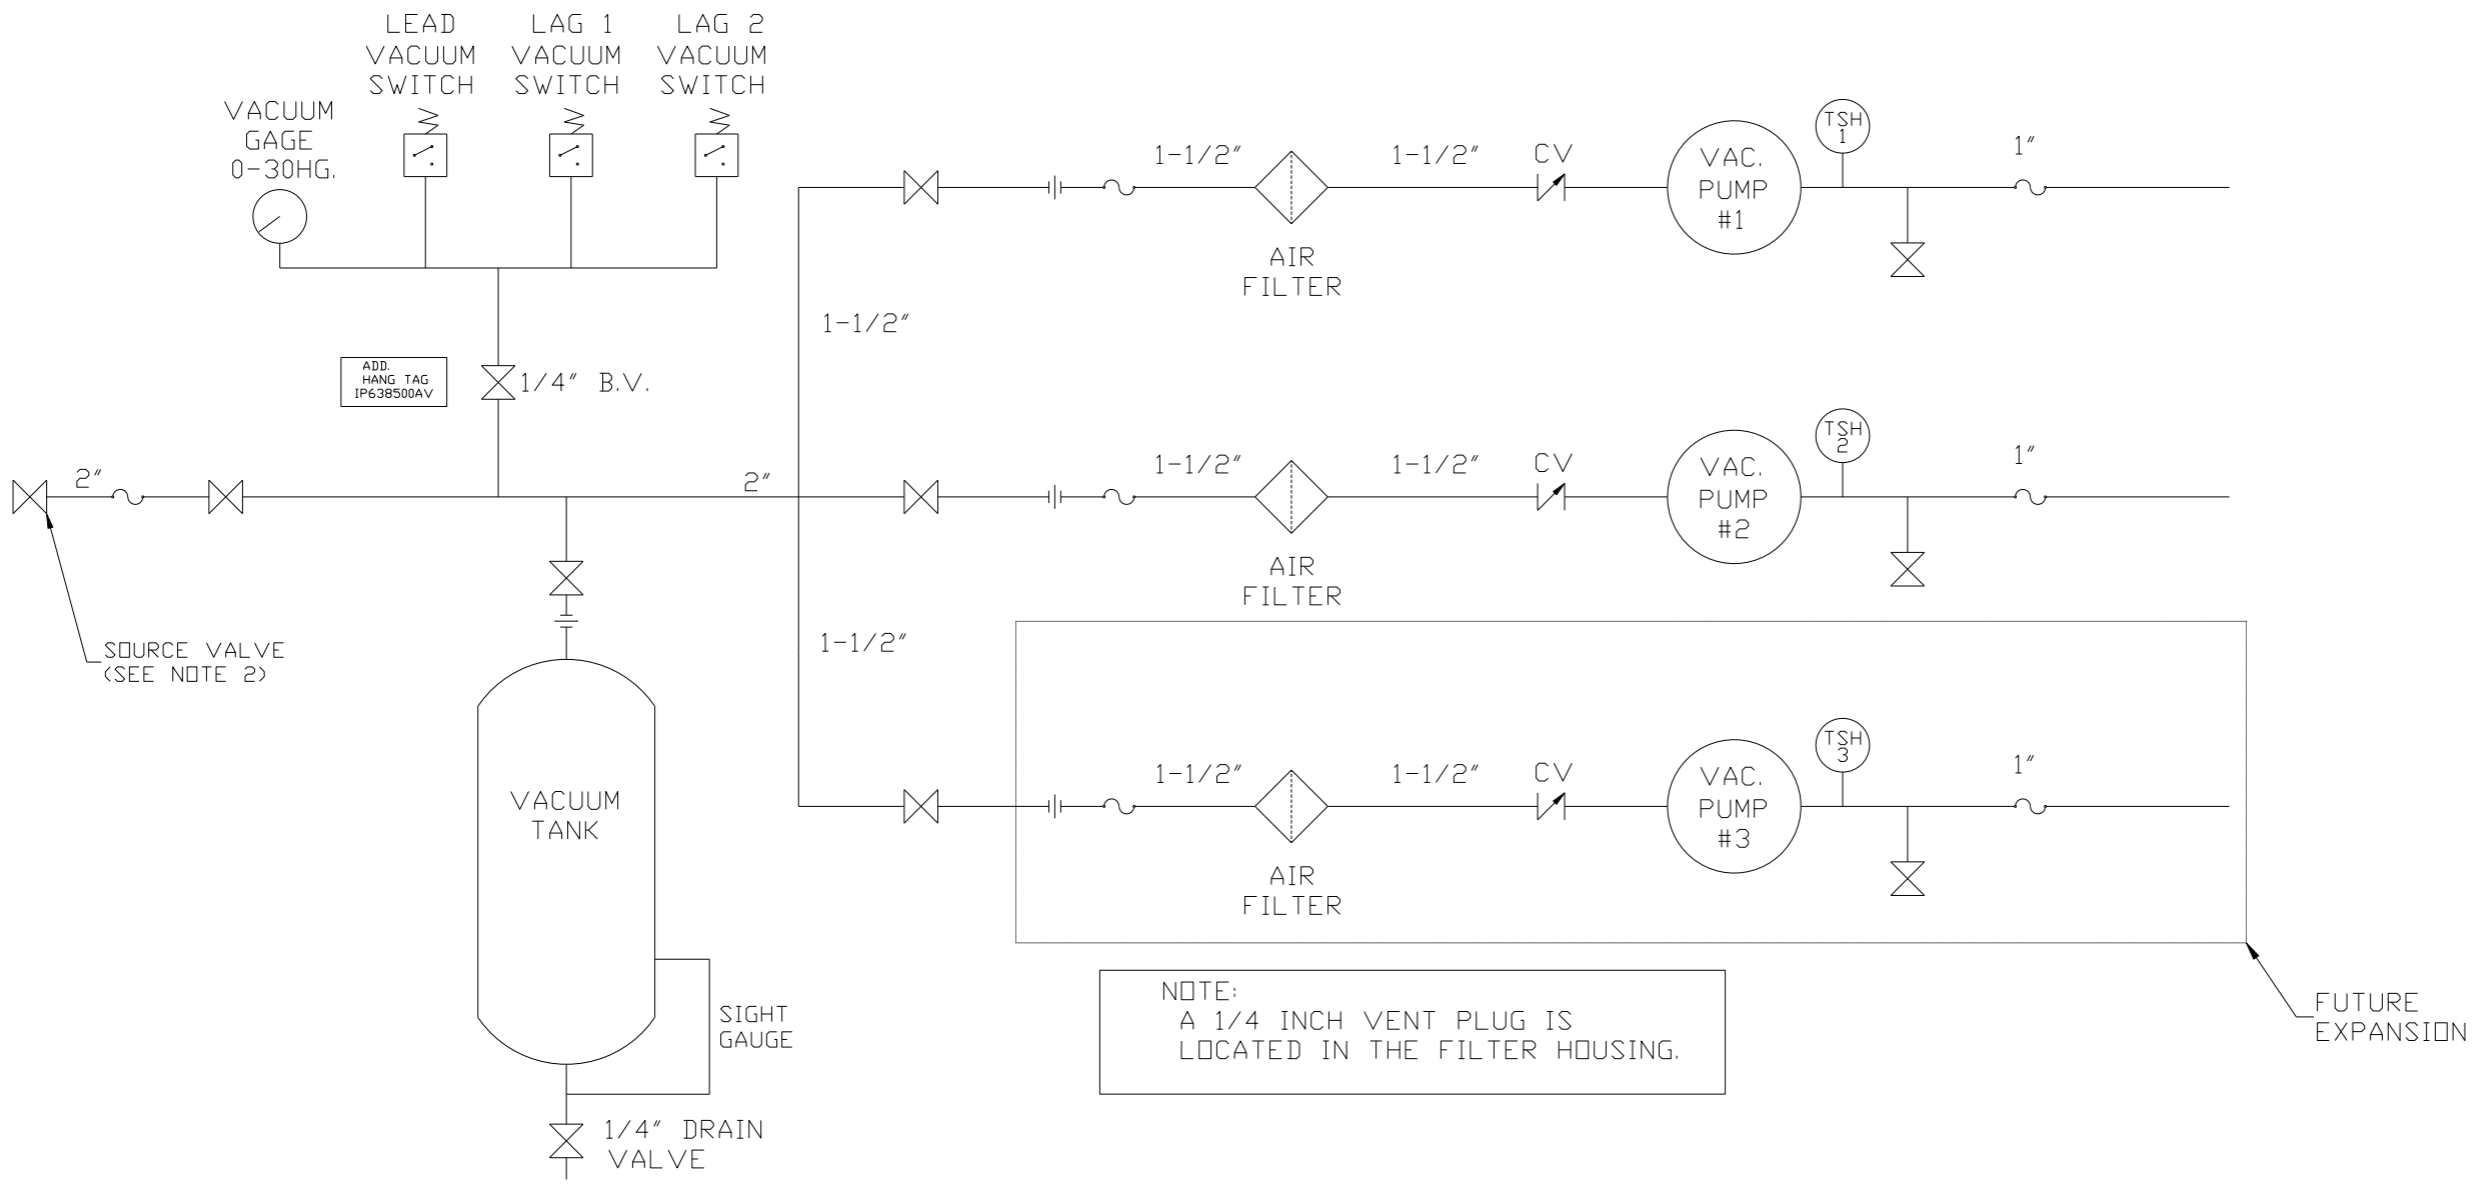 LEAD
VACUUM
SWITCH
LAG 1
VACUUM
SWITCH
LAG 2
VACUUM
SWITCH
VACUUM
GAGE
0-30HG.
ADD.
HANG TAG
IP638500AV
1/4" B.V.
2"
SOURCE VALVE
(SEE NOTE 2)
2"
1-1/2"
1-1/2"
1-1/2"
AIR
FILTER
1-1/2"
CV
VAC.
PUMP
#1
TSH
1
1"
1-1/2"
AIR
FILTER
1-1/2"
CV
VAC.
PUMP
#2
TSH
2
1"
1-1/2"
AIR
FILTER
1-1/2"
CV
VAC.
PUMP
#3
TSH
3
1"
VACUUM
TANK
SIGHT
GAUGE
1/4" DRAIN
VALVE
NOTE:
A 1/4 INCH VENT PLUG IS
LOCATED IN THE FILTER HOUSING.
FUTURE
EXPANSION